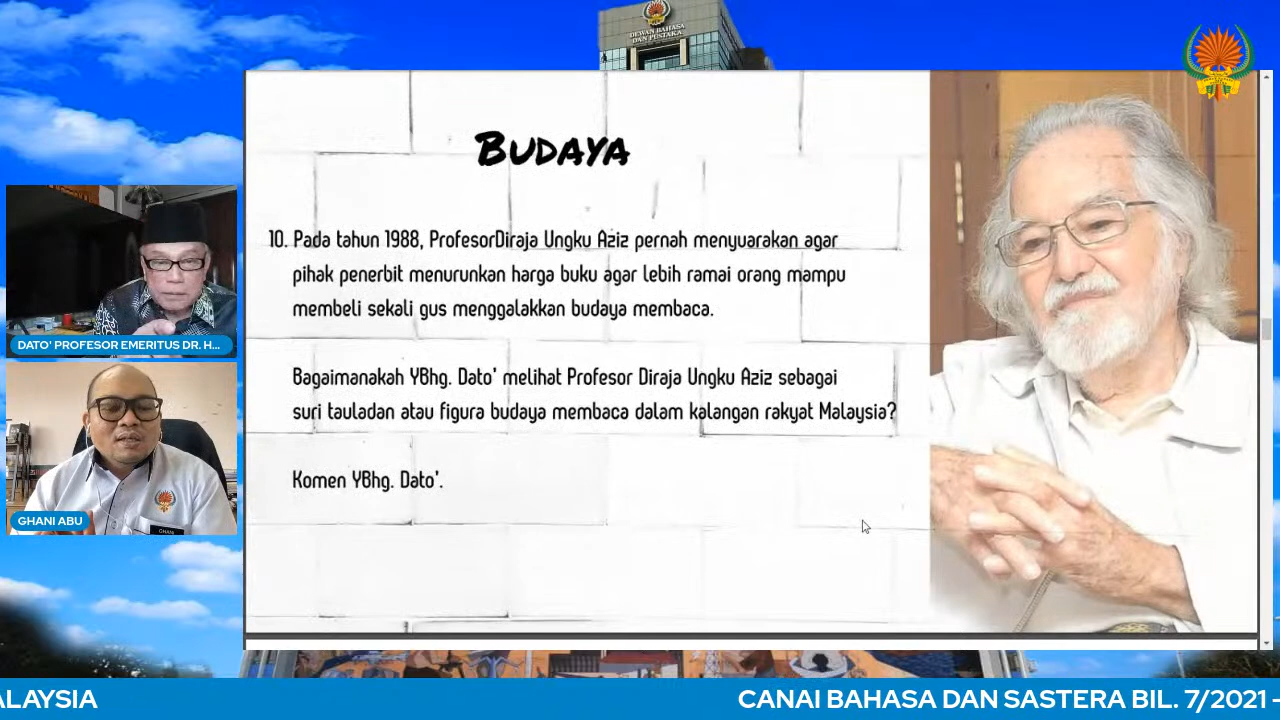 DEWAN BAHASA
DAN PUSTAKA
BUDAYA
10. Pada tahun 1988, ProfesorDiraja Ungku Aziz pernah menyuarakan agar
pihak penerbit menurunkan harga buku agar lebih ramai orang mampu
membeli sekali gus menggalakkan budaya membaca.
Bagaimanakah YBhg. Dato' melihat Profesor Diraja Ungku Aziz sebagai
suri tauladan atau figura budaya membaca dalam kalangan rakyat Malaysia?
Komen YBhg. Dato'.
DATO' PROFESOR EMERITUS DR. H...
GHANI ABU
ALAYSIA
CANAI BAHASA DAN SASTERA BIL. 7/2021 -